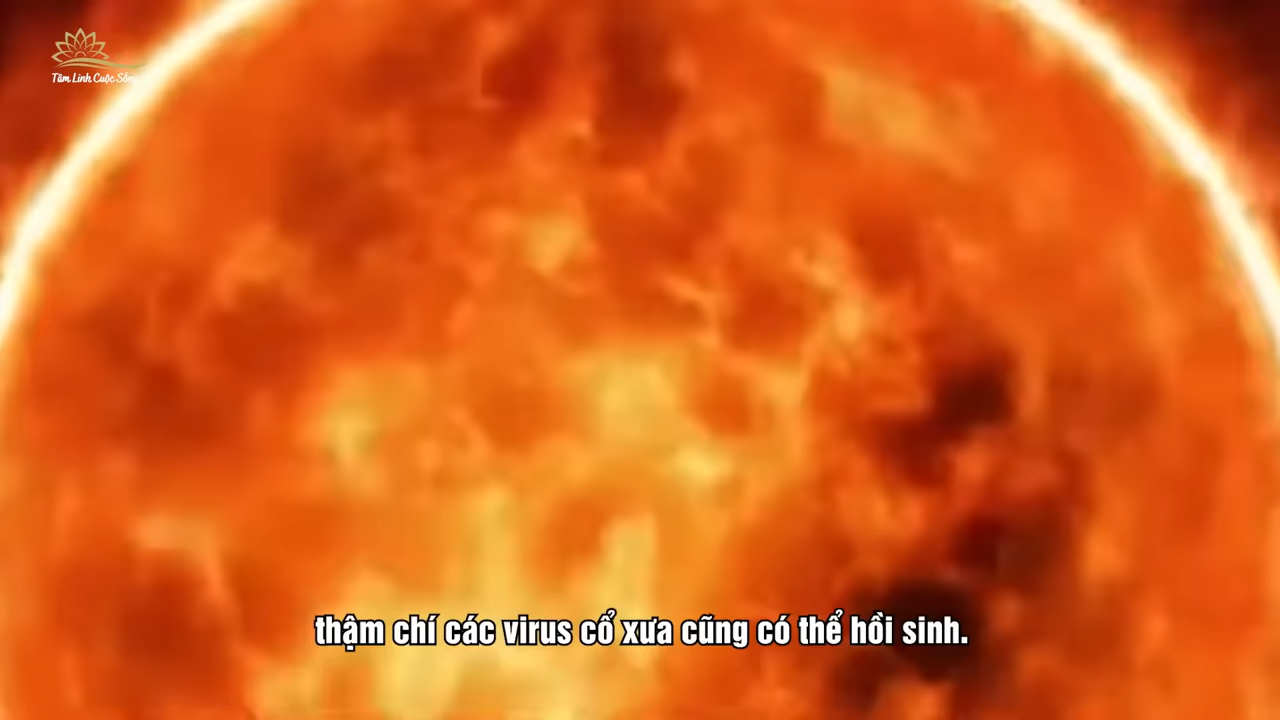 Tâm Linh Cuộc Sống
thậm chí các virus cổ xưa cũng có thể hồi sinh.